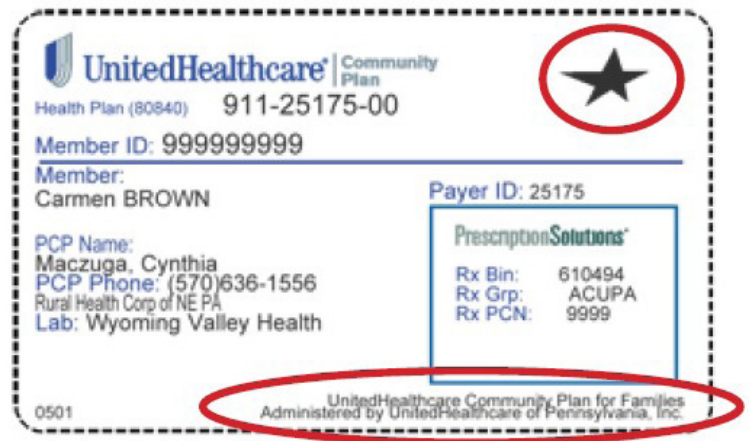 UnitedHealthcare® Community Plan
Health Plan (80840) 911-25175-00
Member ID: 999999999
Member:
Carmen BROWN
PCP Name:
Maczuga, Cynthia
PCP Phone: (570)636-1556
Rural Health Corp of NE PA
Lab: Wyoming Valley Health
Payer ID: 25175
PrescriptionSolutions
Rx Bin: 610494
Rx Grp: ACUPA
Rx PCN: 9999
0501
UnitedHealthcare Community Plan for Families
Administered by UnitedHealthcare of Pennsylvania, Inc.